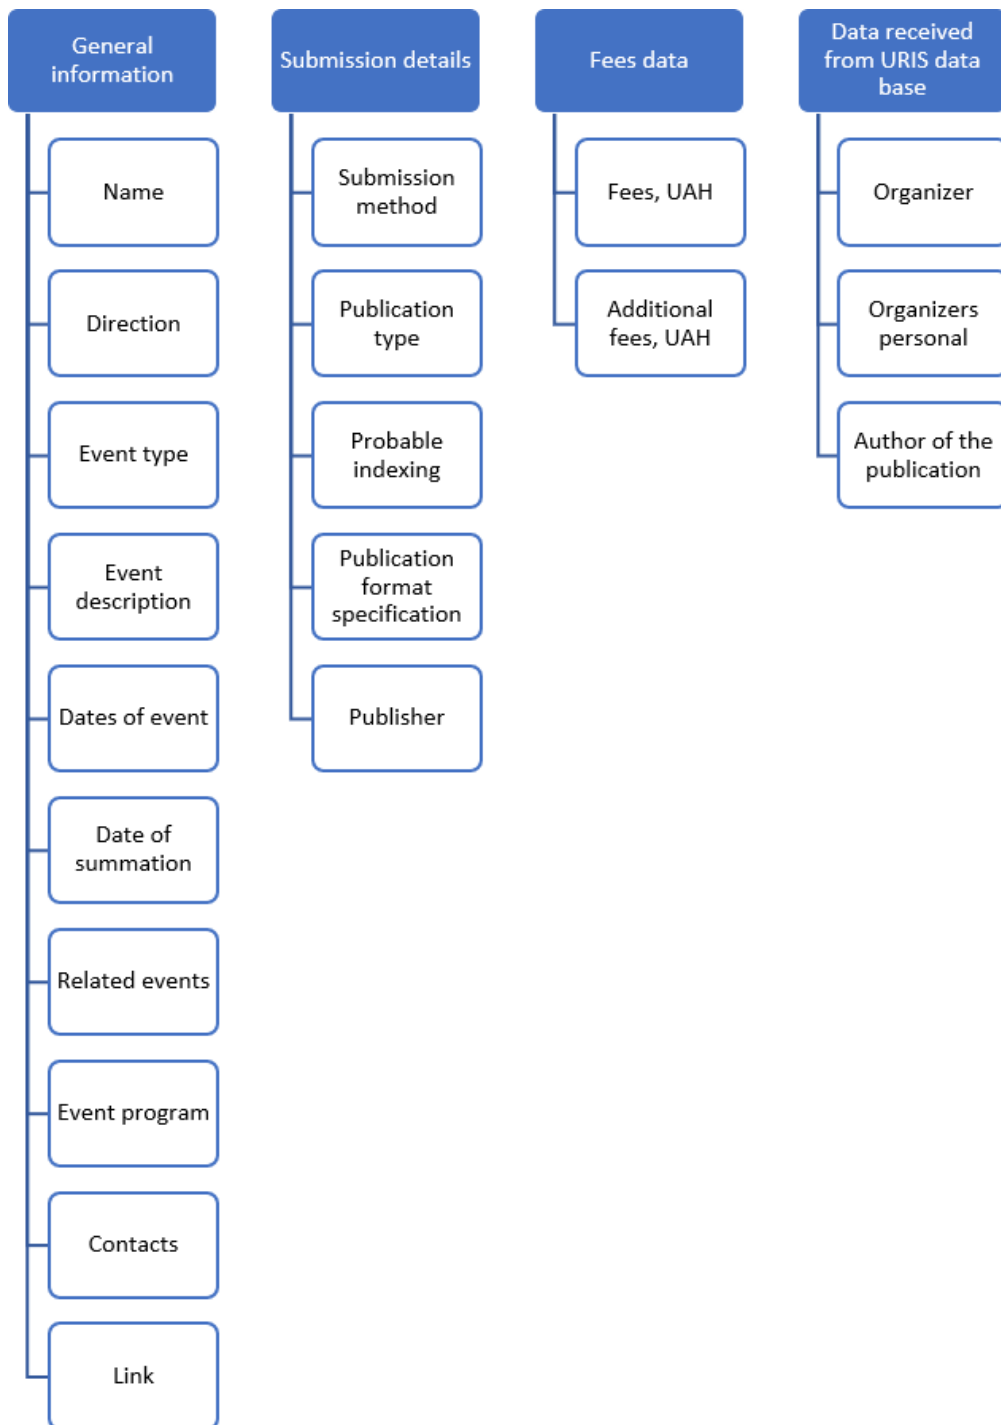 General
information
Name
Direction
Event type
Event
description
Dates of event
Date of
summation
Related events
Event program
Contacts
Link
Submission details
Submission
method
Publication
type
Probable
indexing
Publication
format
specification
Publisher
Fees data
Fees, UAH
Additional
fees, UAH
Data received
from URIS data
base
Organizer
Organizers
personal
Author of the
publication